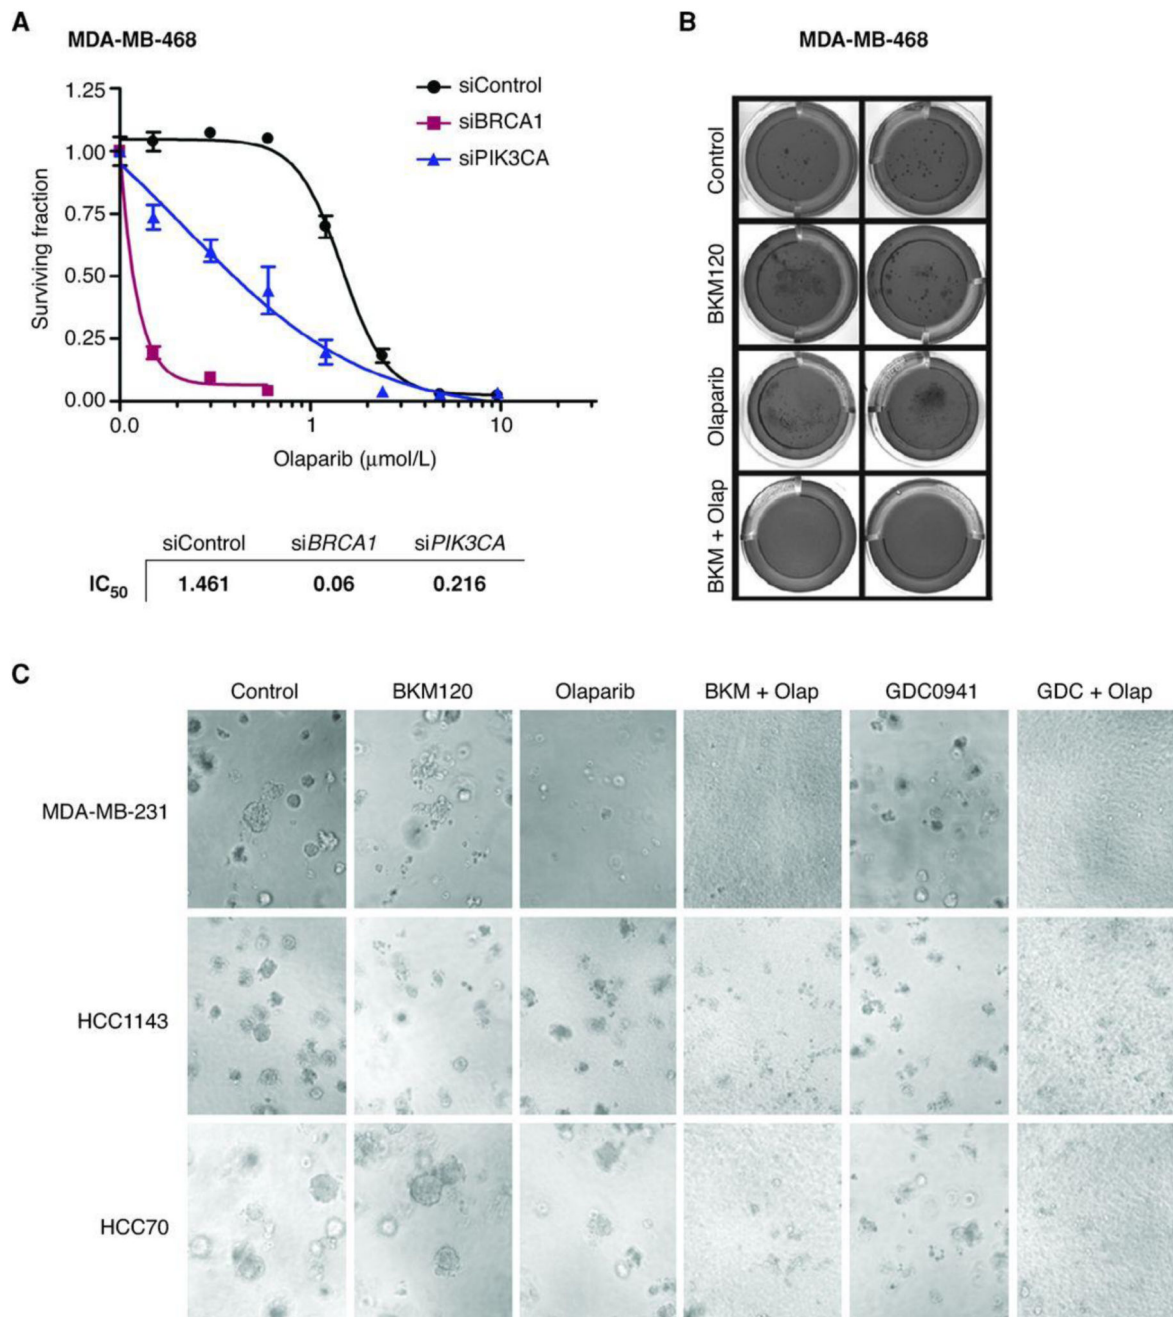 A
MDA-MB-468
1.25
1.00
0.75
0.50
0.25
0.00
Surviving fraction
0.0
1
10
Olaparib (μmol/L)
siControl
siBRCA1
siPIK3CA
siControl siBRCA1 siPIK3CA
IC50 1.461 0.06 0.216
B
MDA-MB-468
Control
BKM120
Olaparib
BKM + Olap
C
Control BKM120 Olaparib BKM + Olap GDC0941 GDC + Olap
MDA-MB-231
HCC1143
HCC70